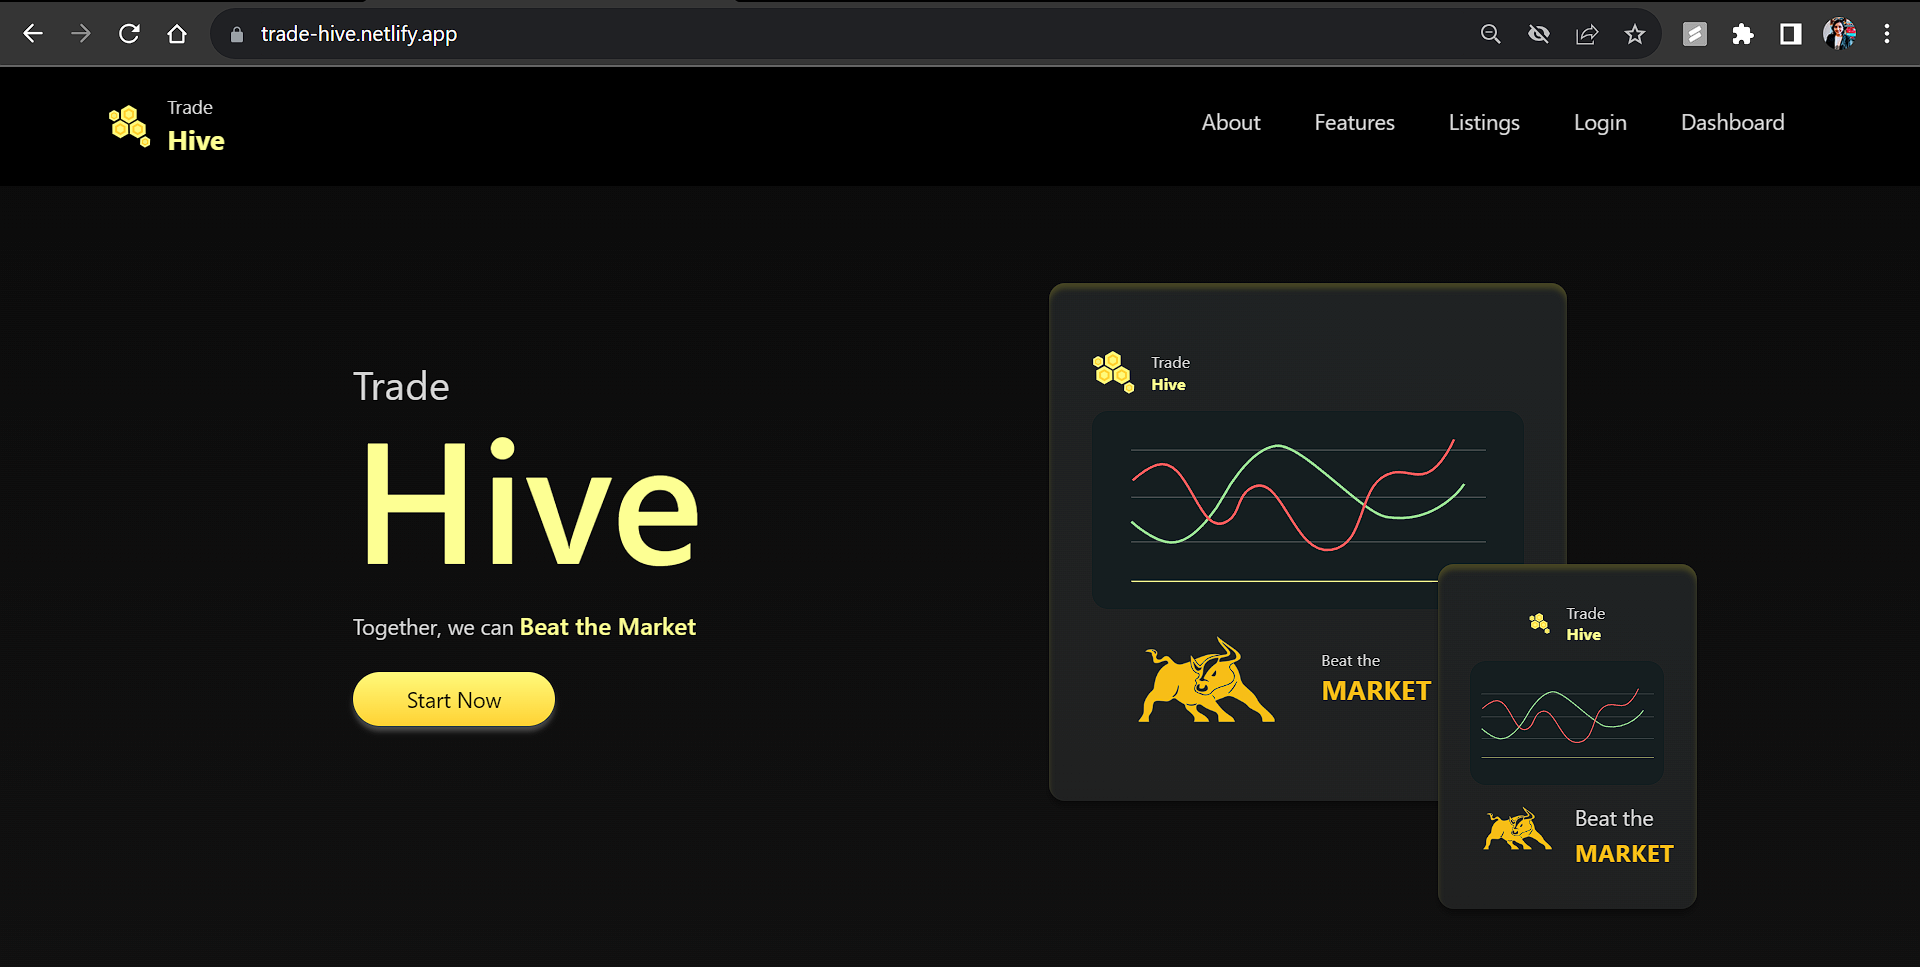 trade-hive.netlify.app
Trade
Hive
About
Features
Listings
Login
Dashboard
Trade
Hive
Together, we can Beat the Market
Start Now
Trade
Hive
Beat the
MARKET
Trade
Hive
Beat the
MARKET